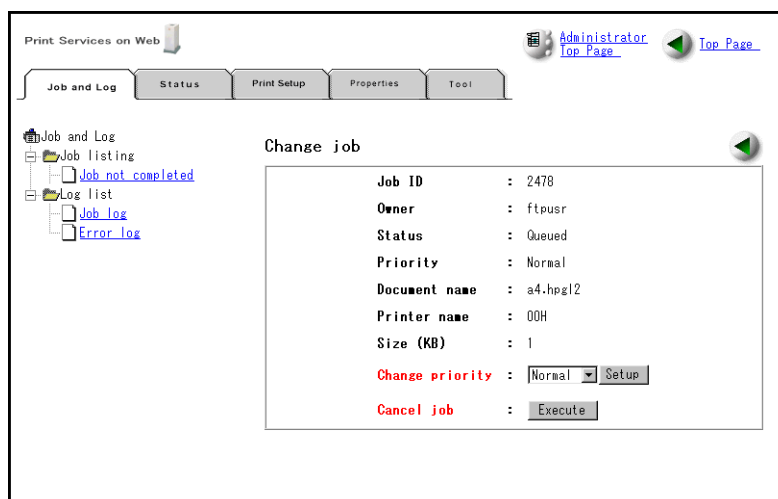 Print Services on Web
Administrator
Top Page
Top Page
Job and Log
Status
Print Setup
Properties
Tool
Job and Log
Job listing
Job not completed
Log list
Job log
Error log
Change job
Job ID : 2478
Owner : ftpusr
Status : Queued
Priority : Normal
Document name : a4.hpgl2
Printer name : 00H
Size (KB) : 1
Change priority : Normal Setup
Cancel job : Execute